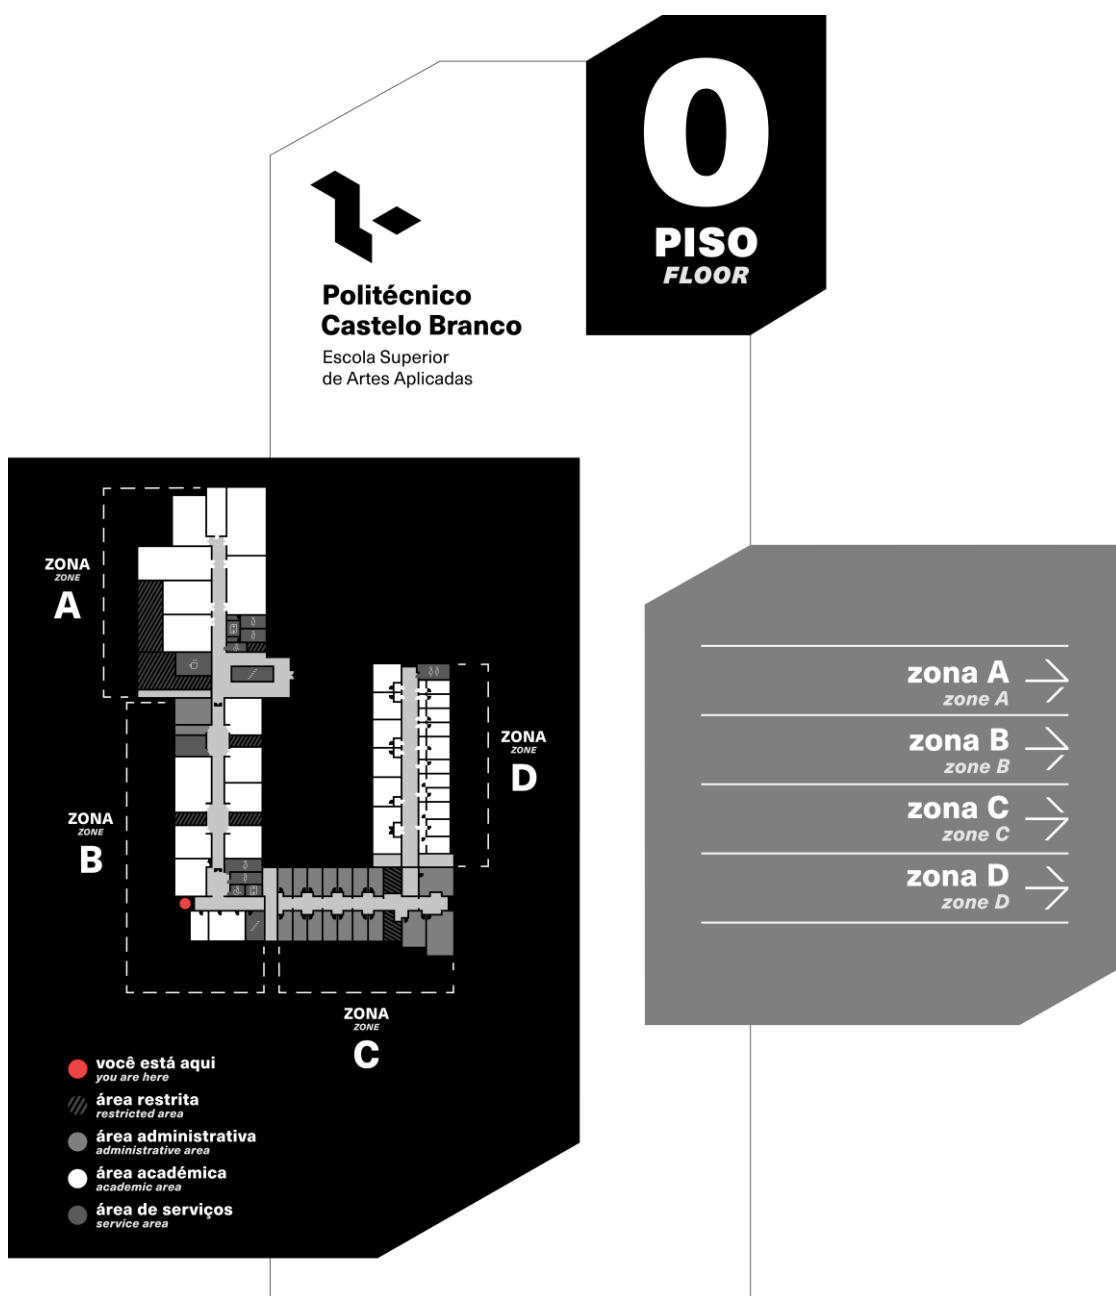 0
PISO
FLOOR
Politécnico
Castelo Branco
Escola Superior
de Artes Aplicadas
ZONA
ZONE
A
ZONA
ZONE
B
ZONA
ZONE
D
ZONA
ZONE
C
você está aqui
you are here
área restrita
restricted area
área administrativa
administrative area
área académica
academic area
área de serviços
service area
zona A
zone A
zona B
zone B
zona C
zone C
zona D
zone D